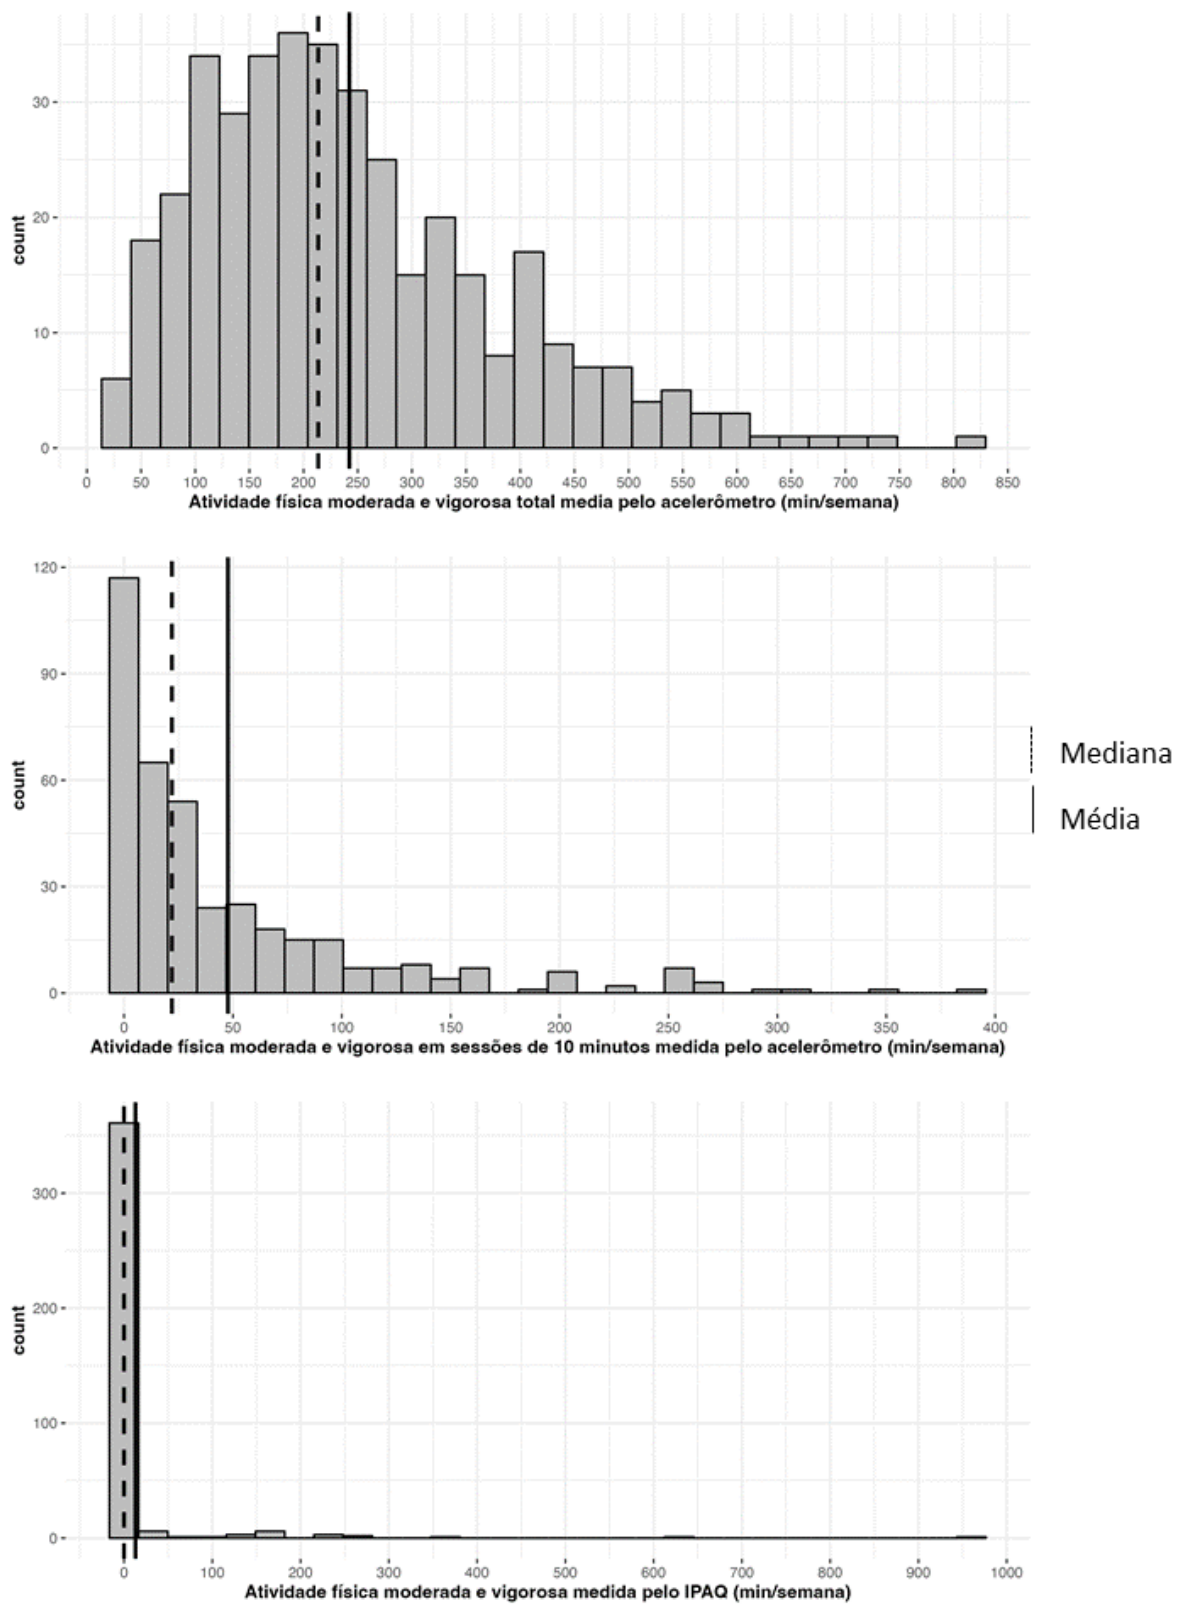 count
30
20
10
0
0 50 100 150 200 250 300 350 400 450 500 550 600 650 700 750 800 850
Atividade física moderada e vigorosa total media pelo acelerômetro (min/semana)
count
120
90
60
30
0
0 50 100 150 200 250 300 350 400
Atividade física moderada e vigorosa em sessões de 10 minutos medida pelo acelerômetro (min/semana)
Mediana
Média
count
300
200
100
0
0 100 200 300 400 500 600 700 800 900 1000
Atividade física moderada e vigorosa medida pelo IPAQ (min/semana)